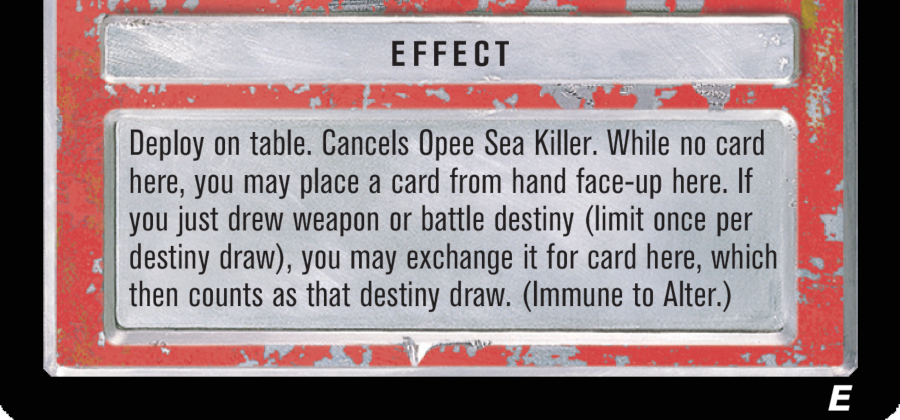 EFFECT
Deploy on table. Cancels Opee Sea Killer. While no card
here, you may place a card from hand face-up here. If
you just drew weapon or battle destiny (limit once per
destiny draw), you may exchange it for card here, which
then counts as that destiny draw. (Immune to Alter.)
E